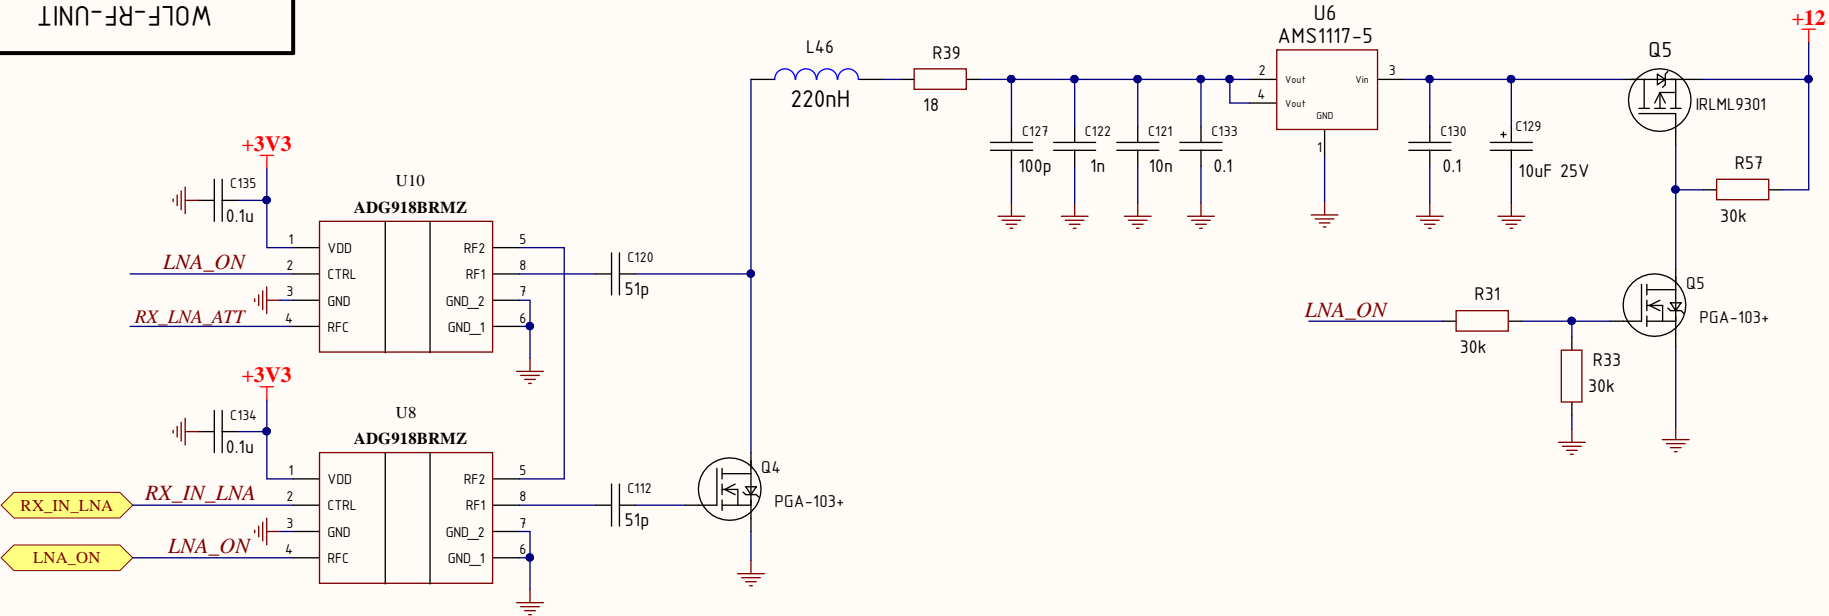 WOLF-RF-UNIT
U6
AMS1117-5
+12
Q5
IRLML9301
L46
220nH
R39
18
2 Vout
4 Vout
Vin 3
GND
1
C127
100p
C122
1n
C121
10n
C133
0.1
C130
0.1
+ C129
10uF 25V
R57
30k
+3V3
C135
0.1u
U10
ADG918BRMZ
1 VDD RF2 5
LNA_ON 2 CTRL RF1 8
3 GND GND_2 7
RX_LNA_ATT 4 RFC GND_1 6
C120
51p
Q5
PGA-103+
LNA_ON
R31
30k
R33
30k
+3V3
C134
0.1u
U8
ADG918BRMZ
1 VDD RF2 5
RX_IN_LNA RX_IN_LNA 2 CTRL RF1 8
3 GND GND_2 7
LNA_ON LNA_ON 4 RFC GND_1 6
C112
51p
Q4
PGA-103+